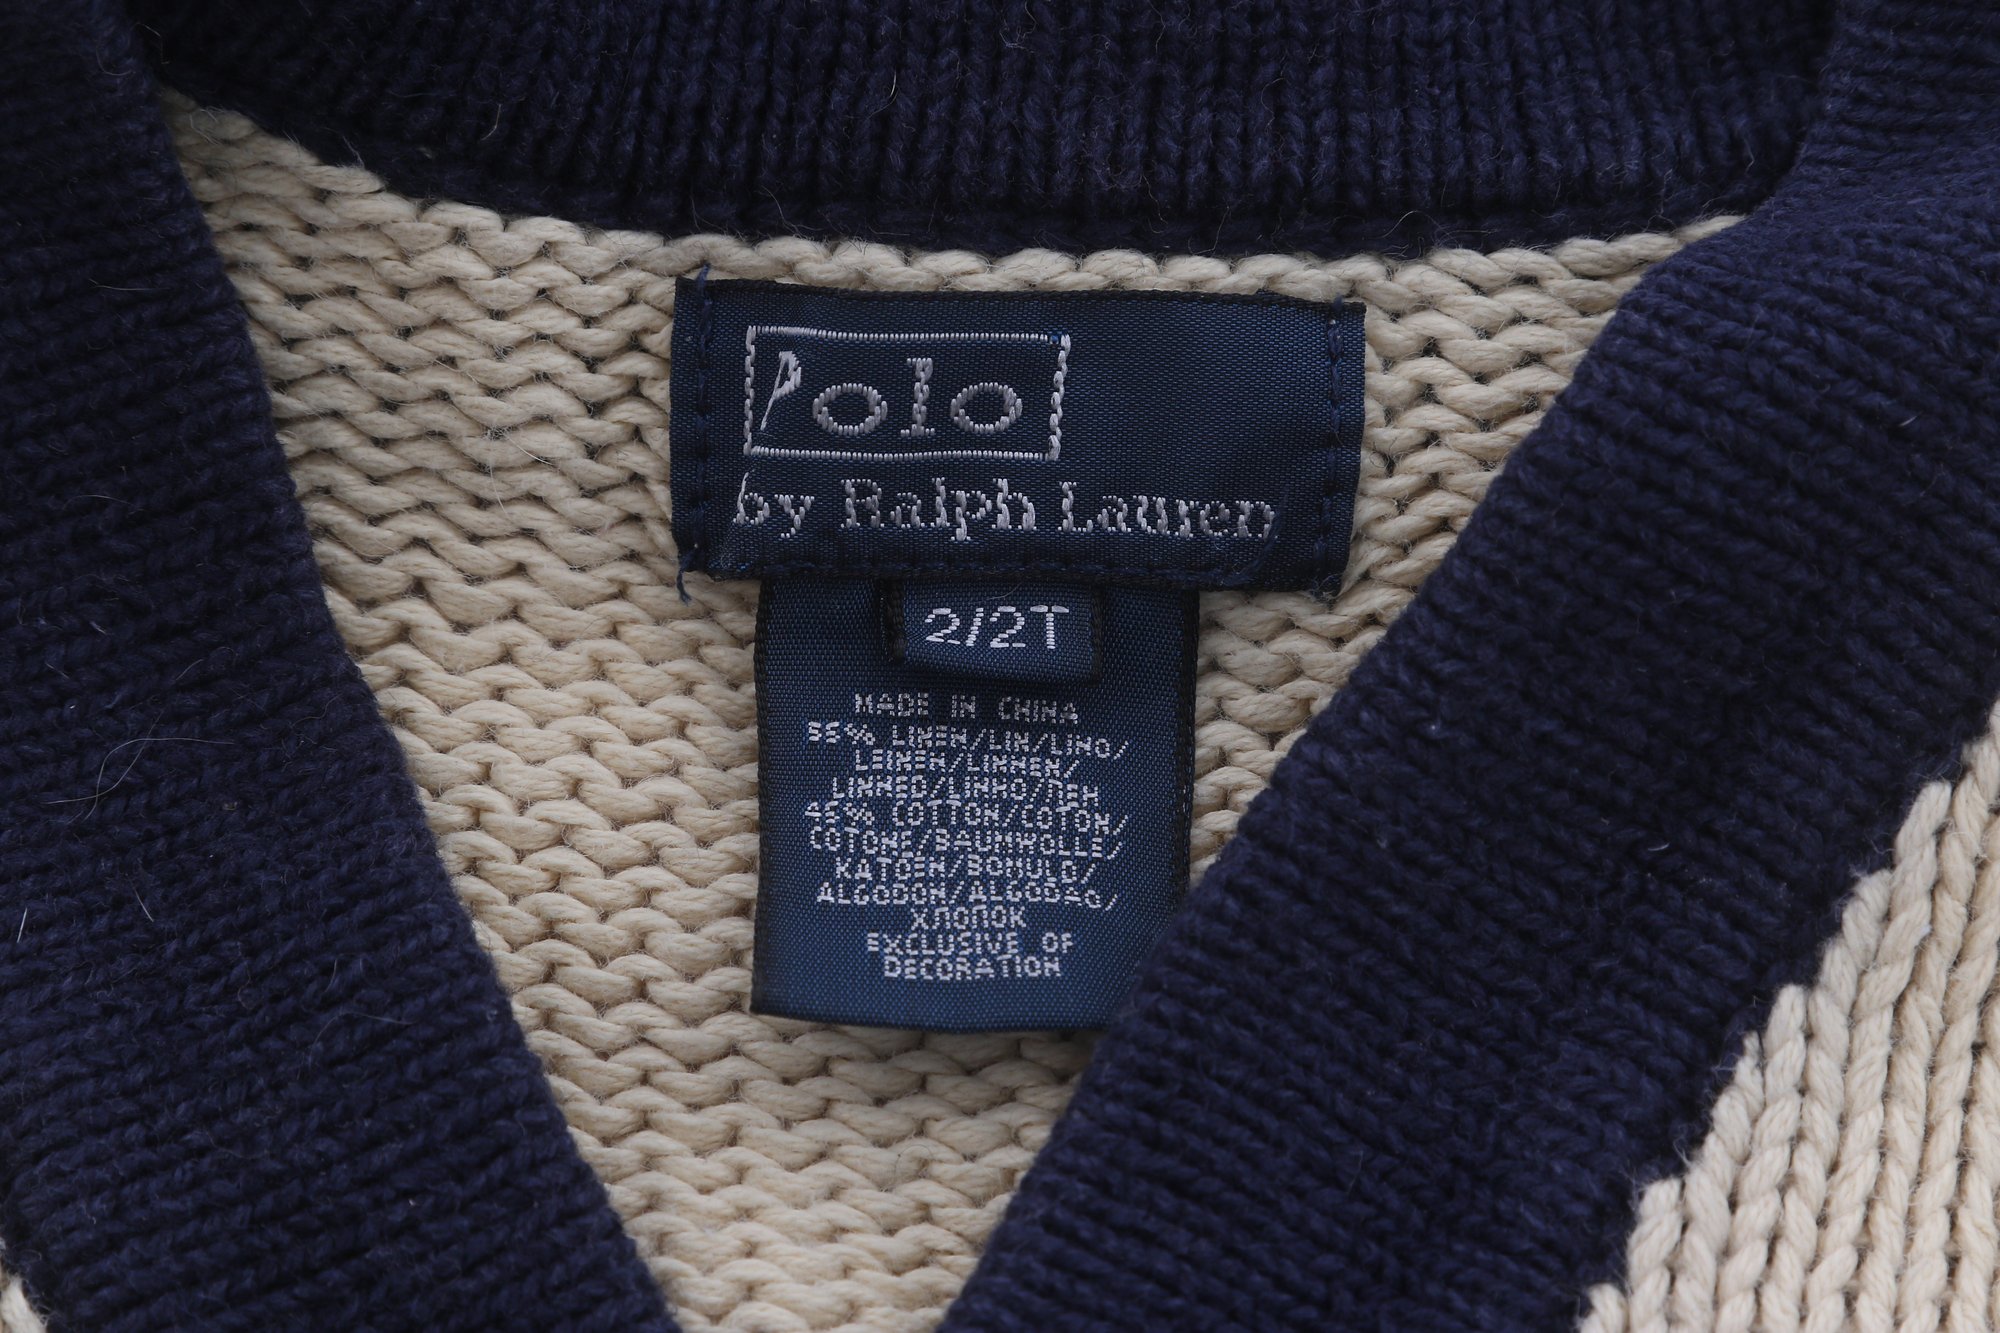 Polo
by Ralph Lauren
2/2T
MADE IN CHINA
55% LINEN/LIN/LINO/
LEINEN/LINNEN/
LINNED/LINHO/ЛЕН
45% COTTON/COTON/
COTONE/BAUMWOLLE/
KATOEN/BOMULD/
ALGODON/ALGODÃO/
ХЛОПОК
EXCLUSIVE OF
DECORATION